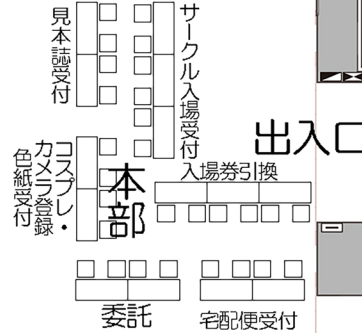 見本誌受付
サークル入場受付
出入口
コスプレ・
カメラ登録
色紙受付
本部
入場券引換
委託
宅配便受付